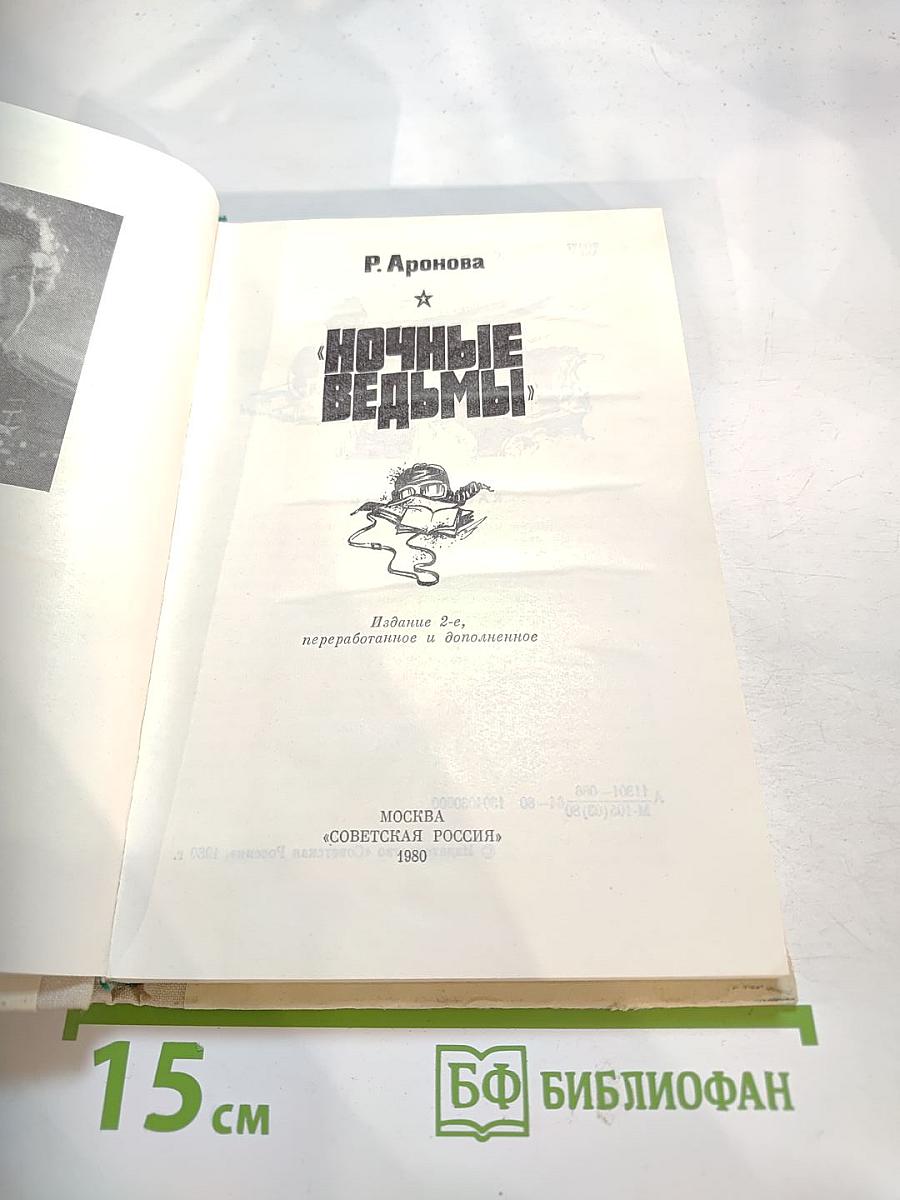 Р. Аронова
«НОЧНЫЕ
ВЕДЬМЫ»
Издание 2-е,
переработанное и дополненное
МОСКВА
«СОВЕТСКАЯ РОССИЯ»
1980
15 см
БФ БИБЛИОФАН